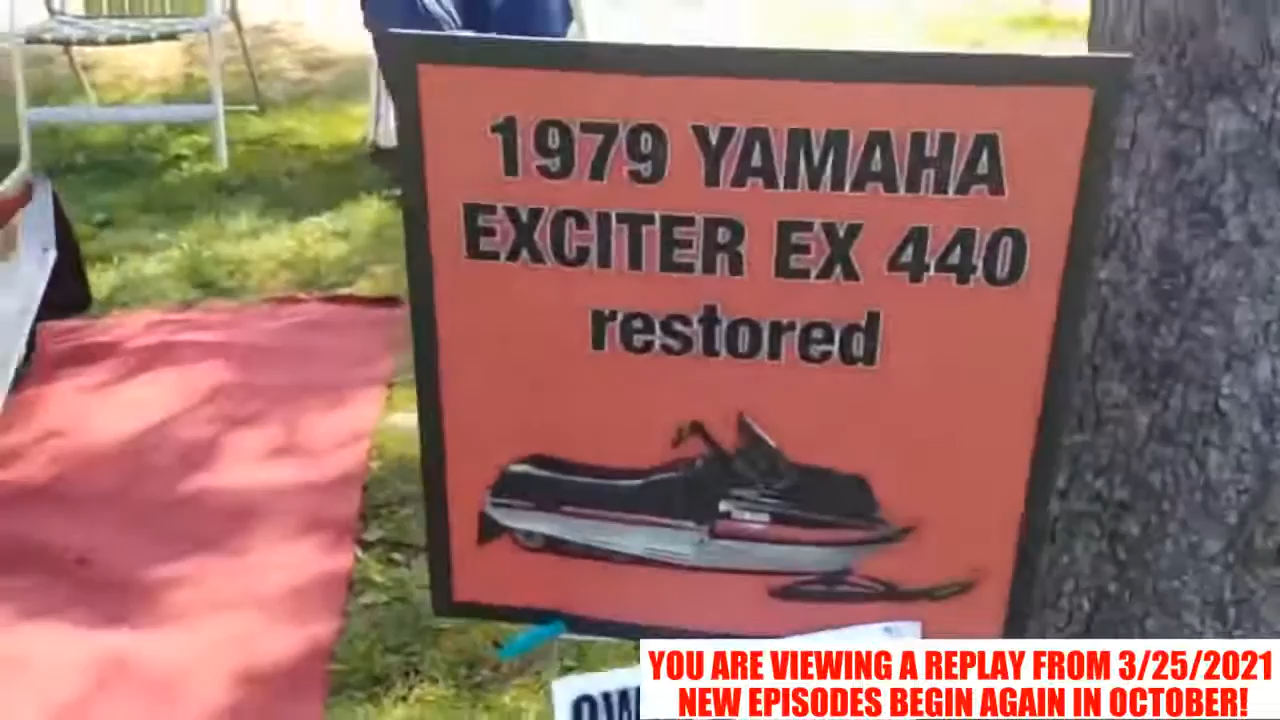 1979 YAMAHA
EXCITER EX 440
restored
YOU ARE VIEWING A REPLAY FROM 3/25/2021
NEW EPISODES BEGIN AGAIN IN OCTOBER!